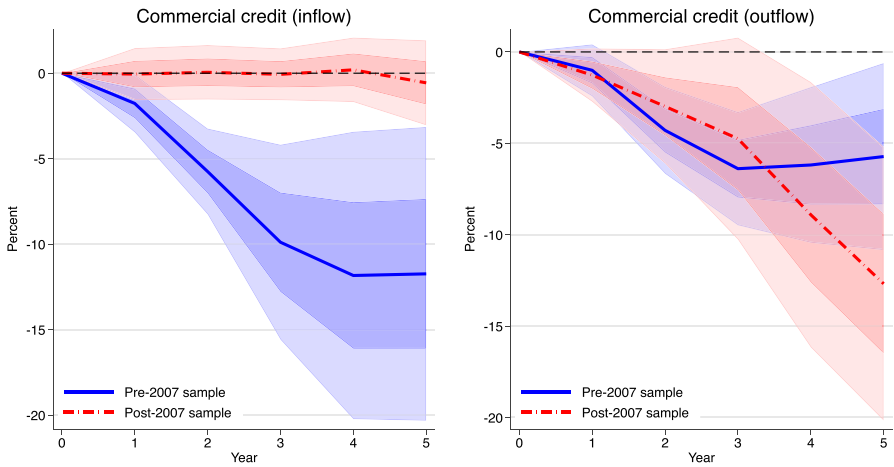 Commercial credit (inflow)
0
-5
-10
-15
-20
Percent
Pre-2007 sample
Post-2007 sample
0 1 2 3 4 5
Year
Commercial credit (outflow)
0
-5
-10
-15
-20
Percent
Pre-2007 sample
Post-2007 sample
0 1 2 3 4 5
Year